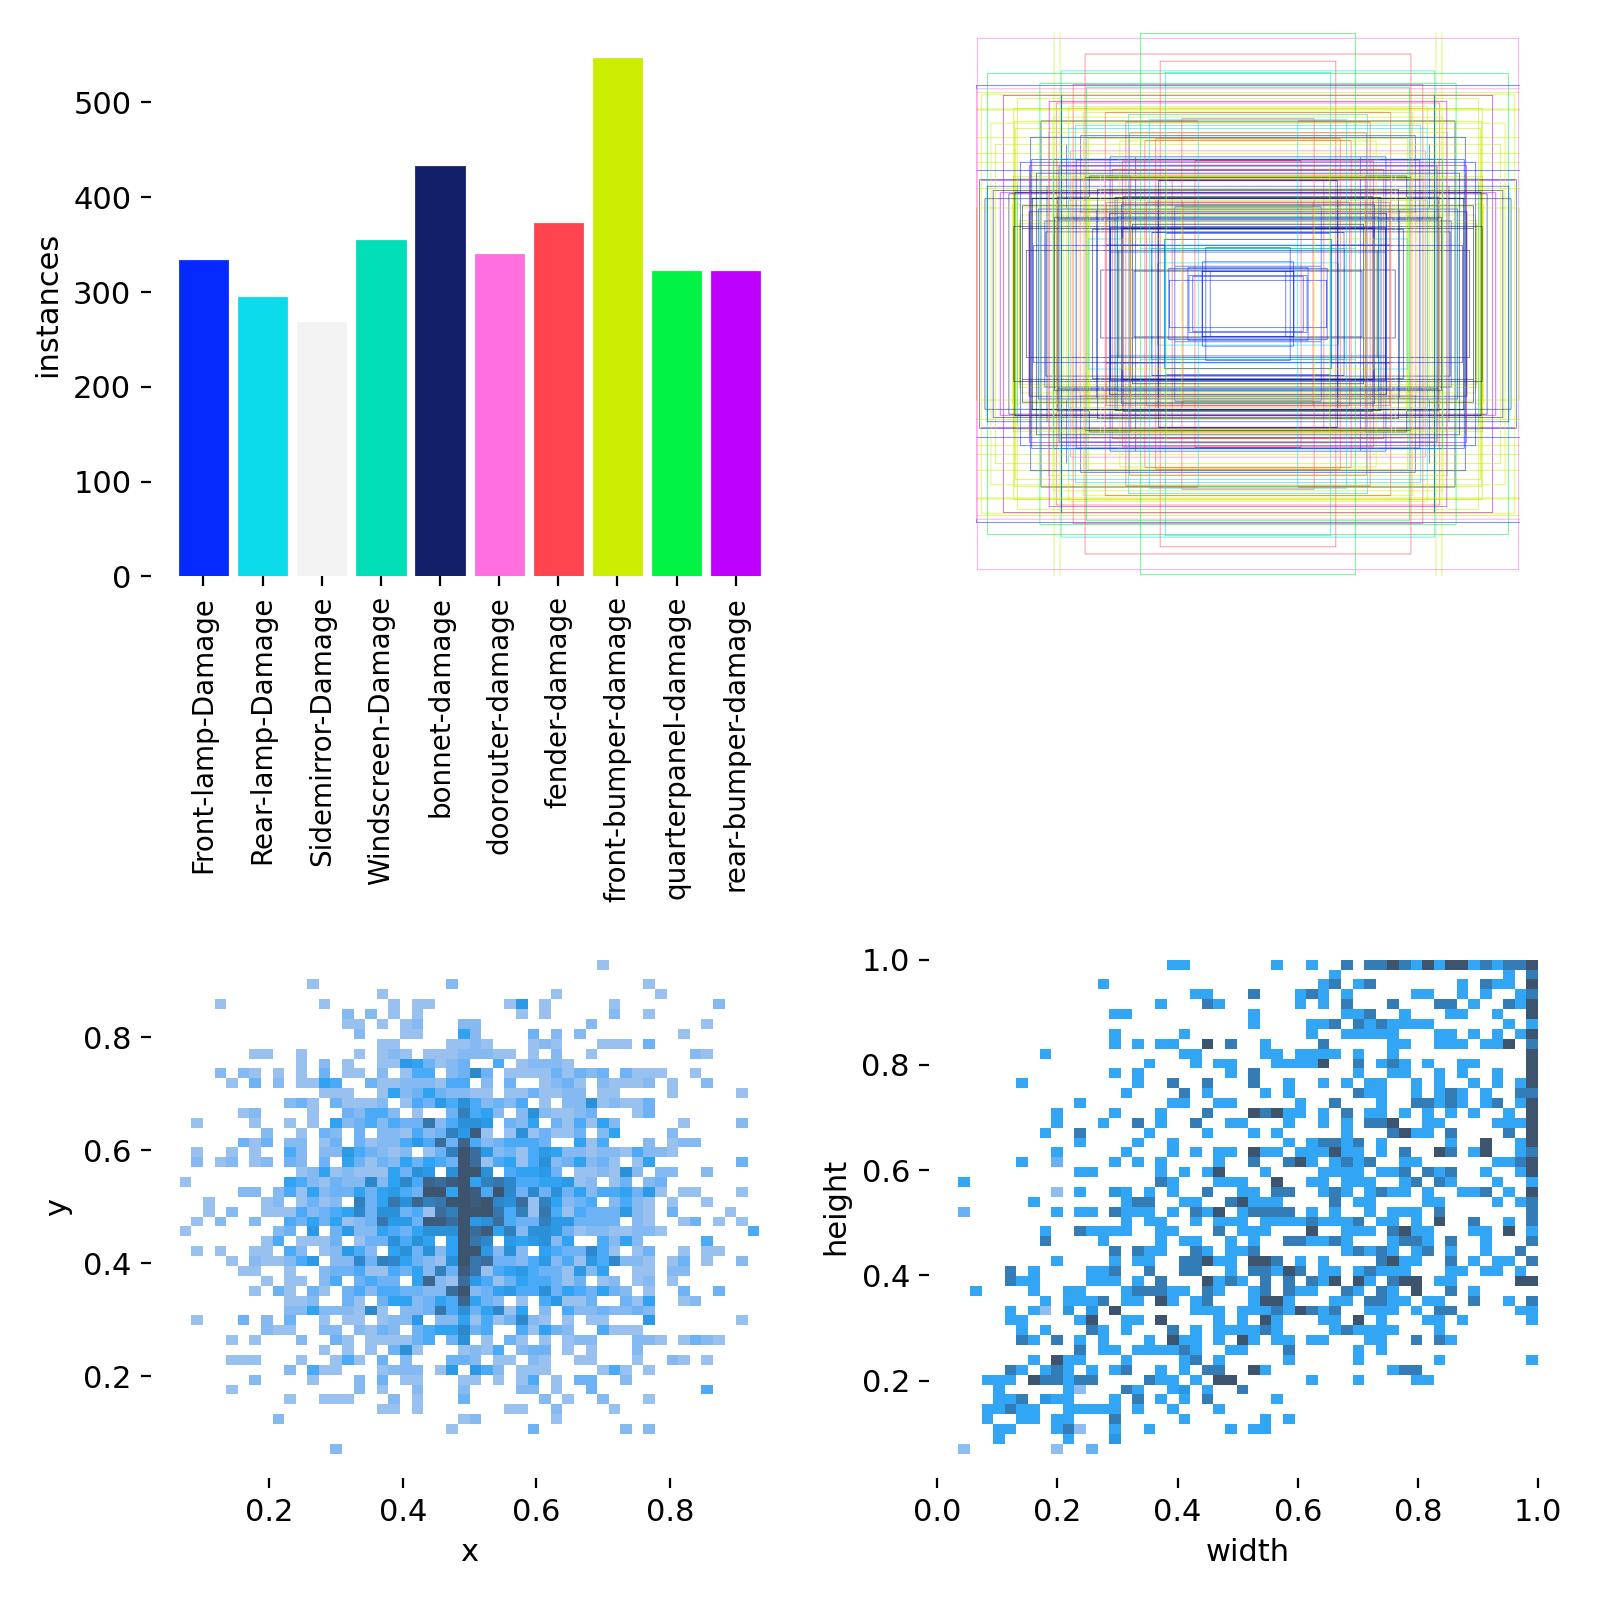 instances
500
400
300
200
100
0
Front-lamp-Damage
Rear-lamp-Damage
Sidemirror-Damage
Windscreen-Damage
bonnet-damage
doorouter-damage
fender-damage
front-bumper-damage
quarterpanel-damage
rear-bumper-damage
y
0.8
0.6
0.4
0.2
0.2 0.4 0.6 0.8
x
height
1.0
0.8
0.6
0.4
0.2
0.0 0.2 0.4 0.6 0.8 1.0
width